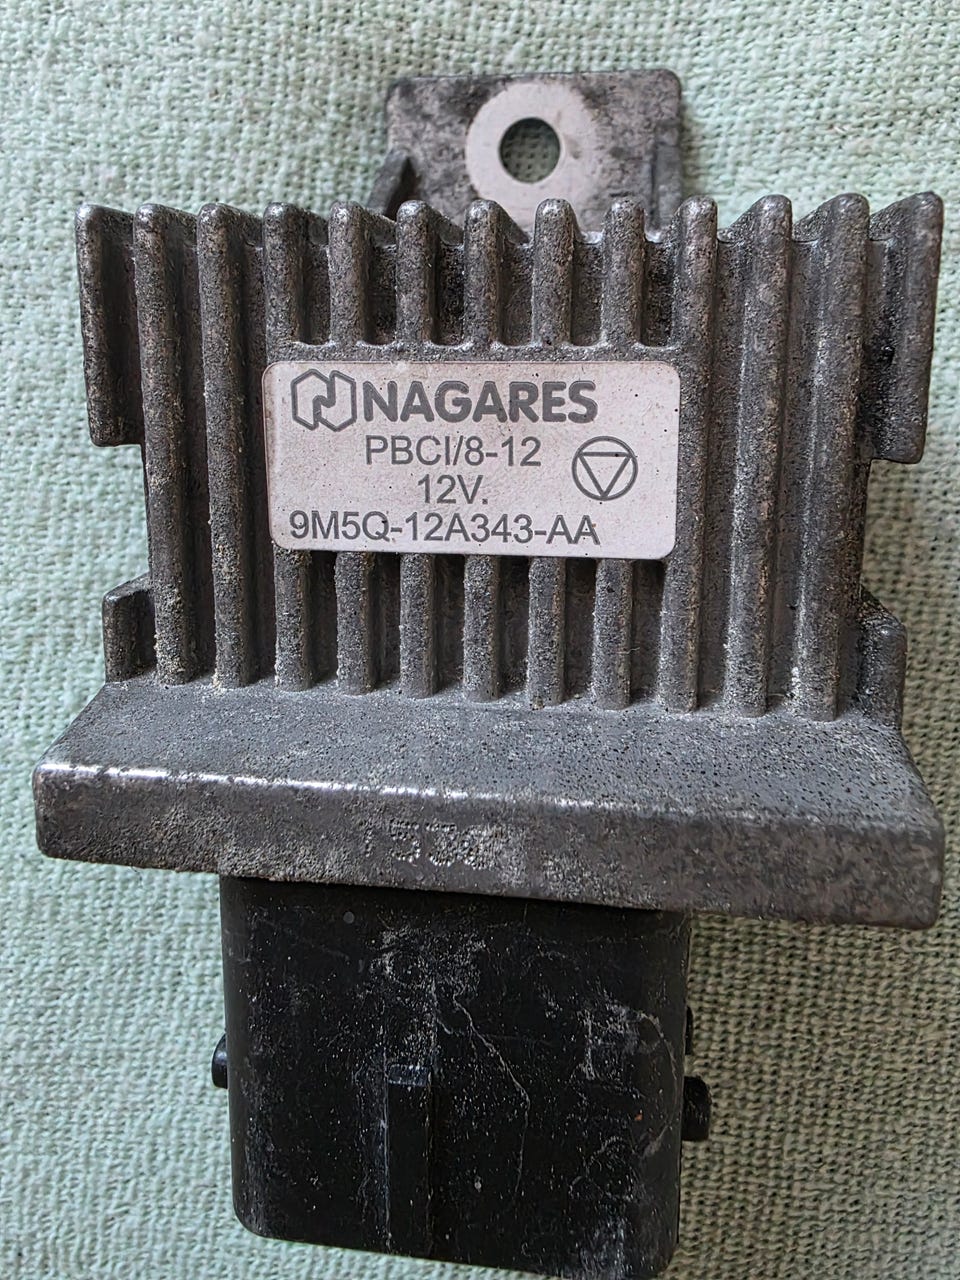 NAGARES
PBCI/8-12
12V.
9M5Q-12A343-AA